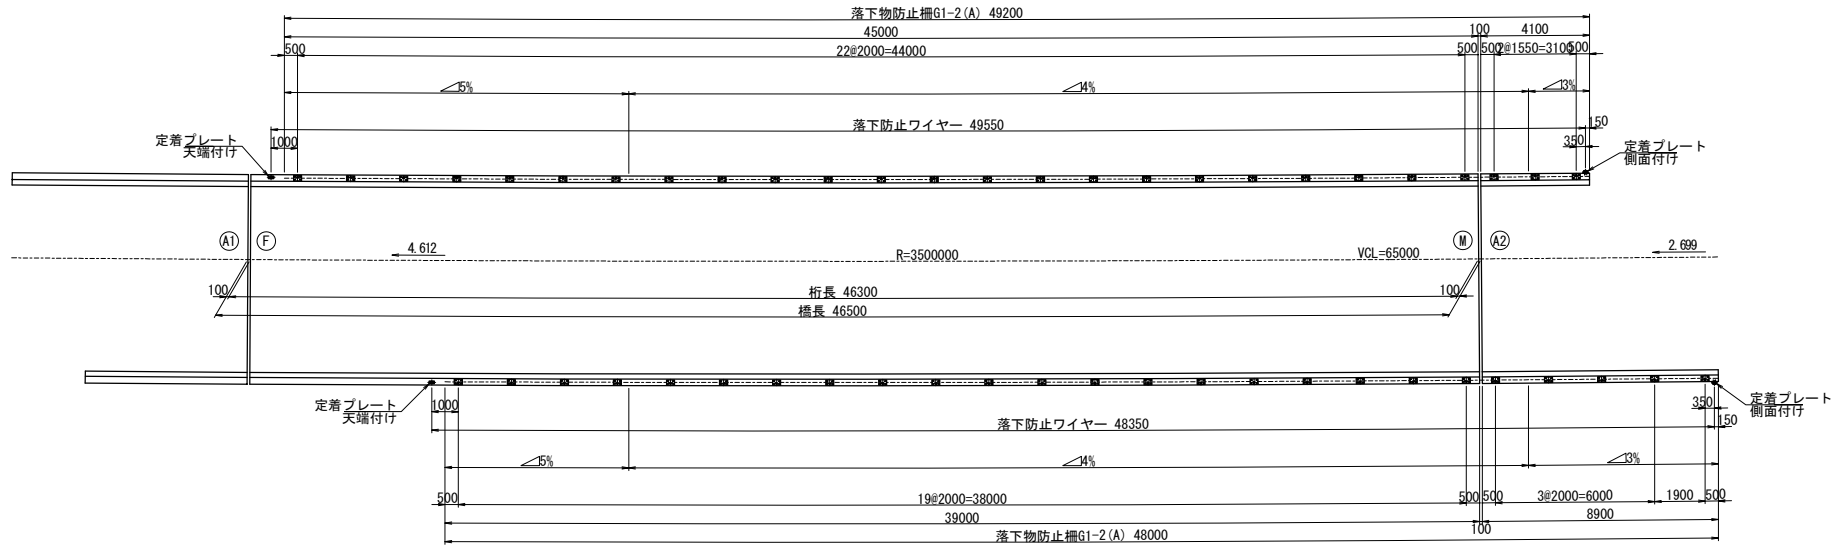 落下物防止柵G1-2(A) 49200
45000
100
4100
500
22@2000=44000
500
500
2@1550=3100
500
5%
4%
3%
落下防止ワイヤー 49550
150
1000
350
定着プレート
天端付け
定着プレート
側面付け
A1
F
4.612
R=3500000
VCL=65000
M
A2
2.699
100
桁長 46300
100
橋長 46500
定着プレート
天端付け
1000
落下防止ワイヤー 48350
350
150
定着プレート
側面付け
5%
4%
3%
500
19@2000=38000
500
500
3@2000=6000
1900
500
39000
100
8900
落下物防止柵G1-2(A) 48000